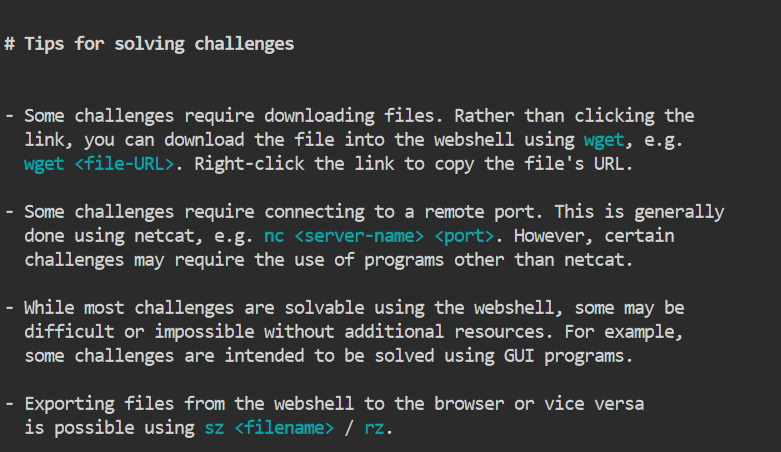 # Tips for solving challenges
- Some challenges require downloading files. Rather than clicking the
link, you can download the file into the webshell using wget, e.g.
wget <file-URL>. Right-click the link to copy the file's URL.
- Some challenges require connecting to a remote port. This is generally
done using netcat, e.g. nc <server-name> <port>. However, certain
challenges may require the use of programs other than netcat.
- While most challenges are solvable using the webshell, some may be
difficult or impossible without additional resources. For example,
some challenges are intended to be solved using GUI programs.
- Exporting files from the webshell to the browser or vice versa
is possible using sz <filename> / rz.